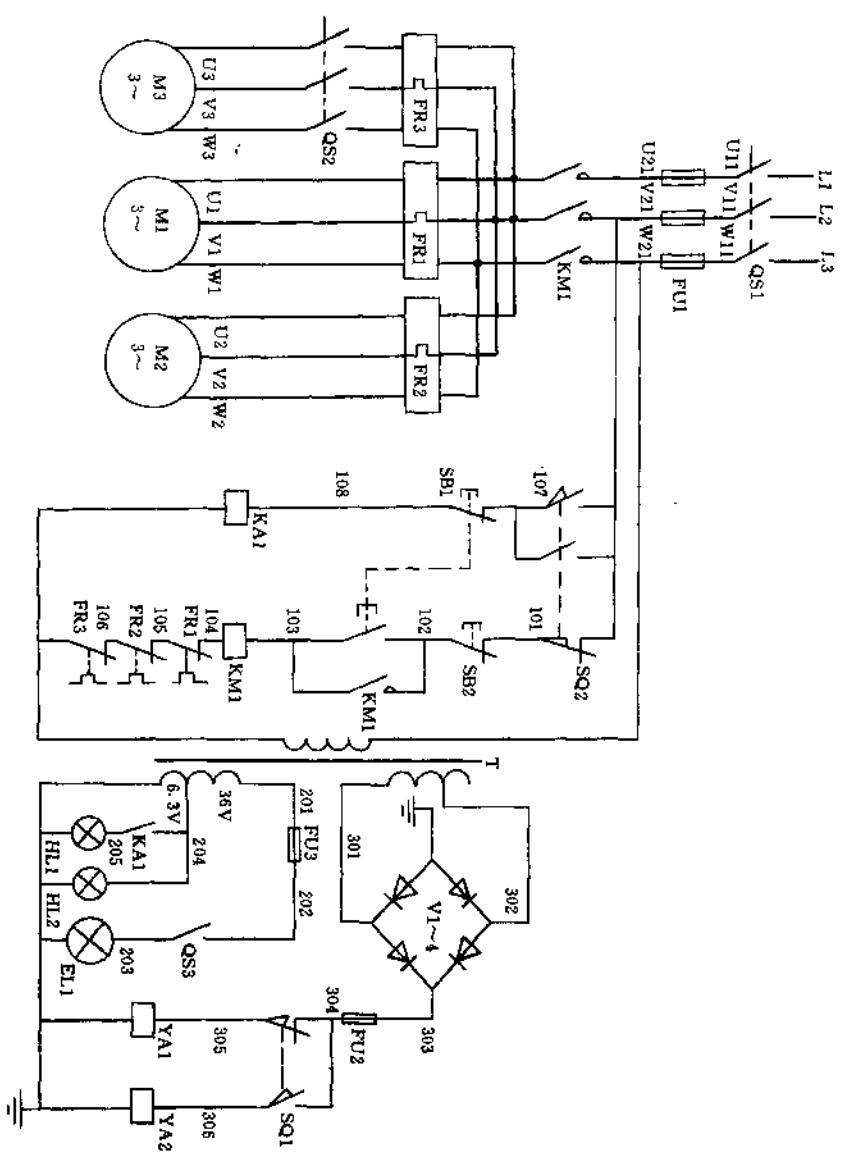 L1
L2
L3
QS1
U11
V11
W11
FU1
U21
V21
W21
KM1
FR3
FR1
FR2
QS2
U3
V3
W3
U1
V1
W1
U2
V2
W2
M3
3~
M1
3~
M2
3~
107
SB1
108
KA1
SQ2
101
SB2
102
KM1
103
KM1
104
FR1
105
FR2
106
FR3
T
36V
6.3V
201
FU3
202
204
KA1
205
HL1
HL2
QS3
203
EL1
301
302
V1~4
303
FU2
304
SQ1
305
306
YA1
YA2